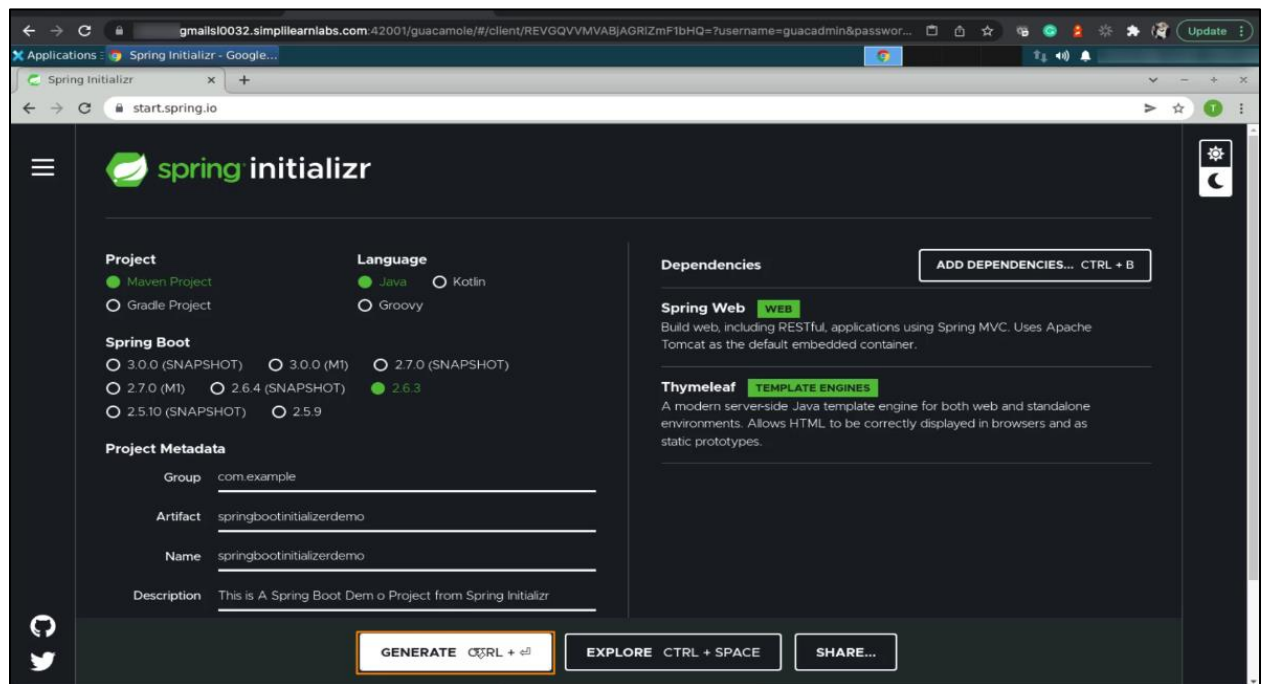 gmailsl0032.simplilearnlabs.com:42001/guacamole/#/client/REVGQVVMVABjAGRlZmF1bHQ=?username=guacadmin&passwor... Update
Applications Spring Initializr - Google...
Spring Initializr
start.spring.io T
spring initializr
Project
Maven Project
Gradle Project
Language
Java Kotlin
Groovy
Spring Boot
3.0.0 (SNAPSHOT) 3.0.0 (M1) 2.7.0 (SNAPSHOT)
2.7.0 (M1) 2.6.4 (SNAPSHOT) 2.6.3
2.5.10 (SNAPSHOT) 2.5.9
Project Metadata
Group com.example
Artifact springbootinitializerdemo
Name springbootinitializerdemo
Description This is A Spring Boot Dem o Project from Spring Initializr
Dependencies ADD DEPENDENCIES... CTRL + B
Spring Web WEB
Build web, including RESTful, applications using Spring MVC. Uses Apache
Tomcat as the default embedded container.
Thymeleaf TEMPLATE ENGINES
A modern server-side Java template engine for both web and standalone
environments. Allows HTML to be correctly displayed in browsers and as
static prototypes.
GENERATE CTRL + ⏎ EXPLORE CTRL + SPACE SHARE...